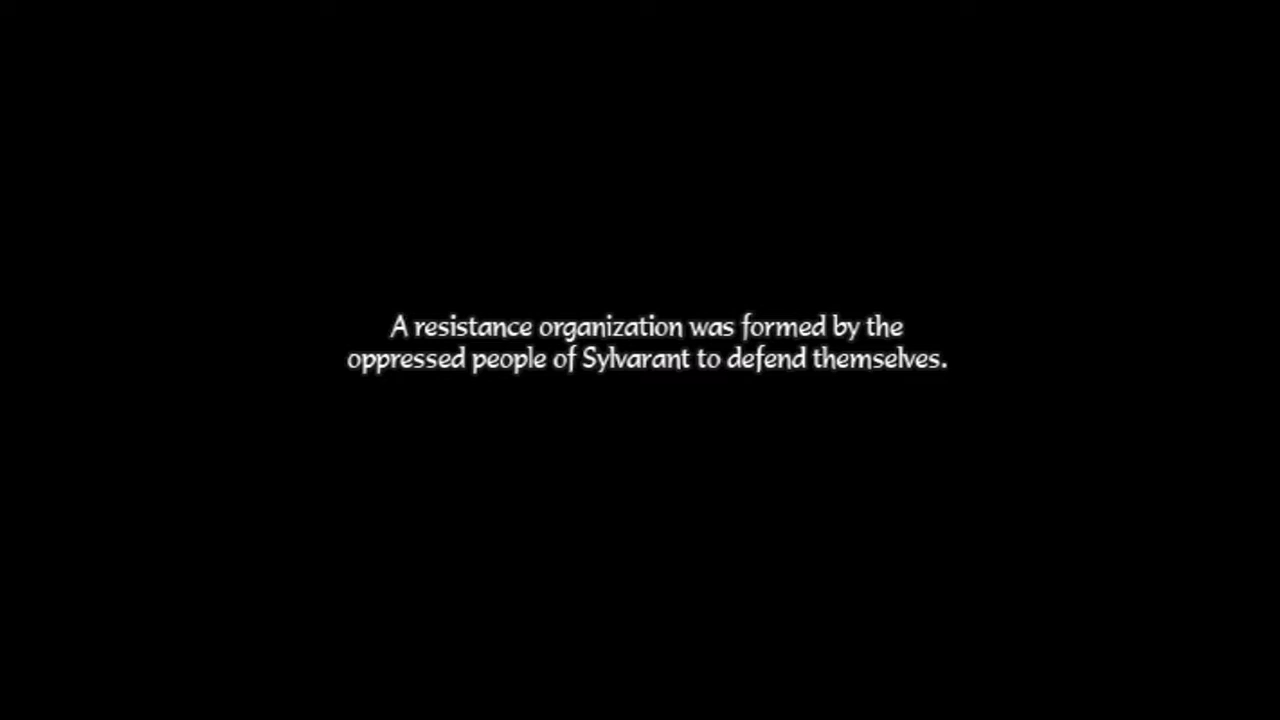 A resistance organization was formed by the
oppressed people of Sylvarant to defend themselves.